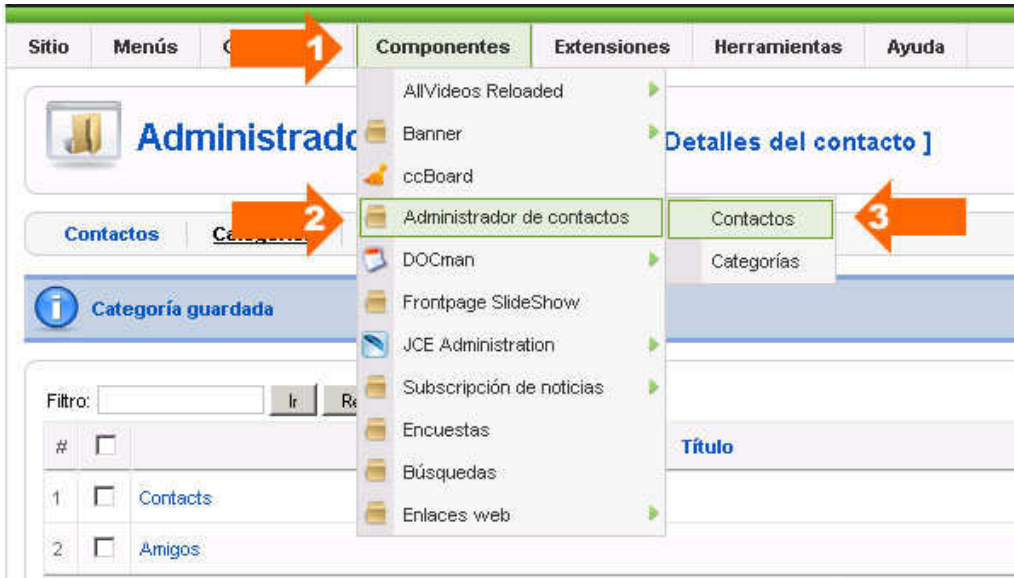 Sitio Menús 1 Componentes Extensiones Herramientas Ayuda
AllVideos Reloaded
Banner
Detalles del contacto ]
ccBoard
2 Administrador de contactos Contactos 3
Contactos
DOCman Categorías
Categoría guardada Frontpage SlideShow
JCE Administration
Filtro: Ir Subscripción de noticias
# Encuestas Título
Búsquedas
1 Contacts
Enlaces web
2 Amigos